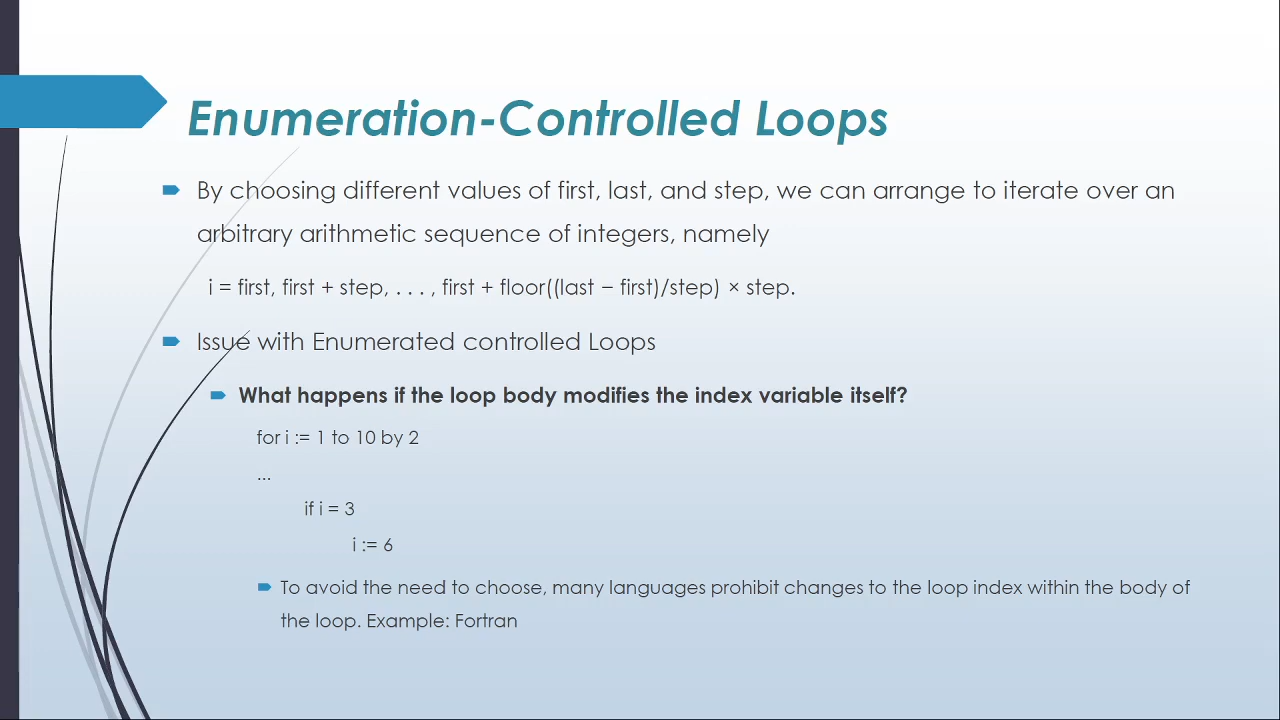 Enumeration-Controlled Loops
By choosing different values of first, last, and step, we can arrange to iterate over an
arbitrary arithmetic sequence of integers, namely
i = first, first + step, . . . , first + floor((last − first)/step) × step.
Issue with Enumerated controlled Loops
What happens if the loop body modifies the index variable itself?
for i := 1 to 10 by 2
...
if i = 3
i := 6
To avoid the need to choose, many languages prohibit changes to the loop index within the body of
the loop. Example: Fortran